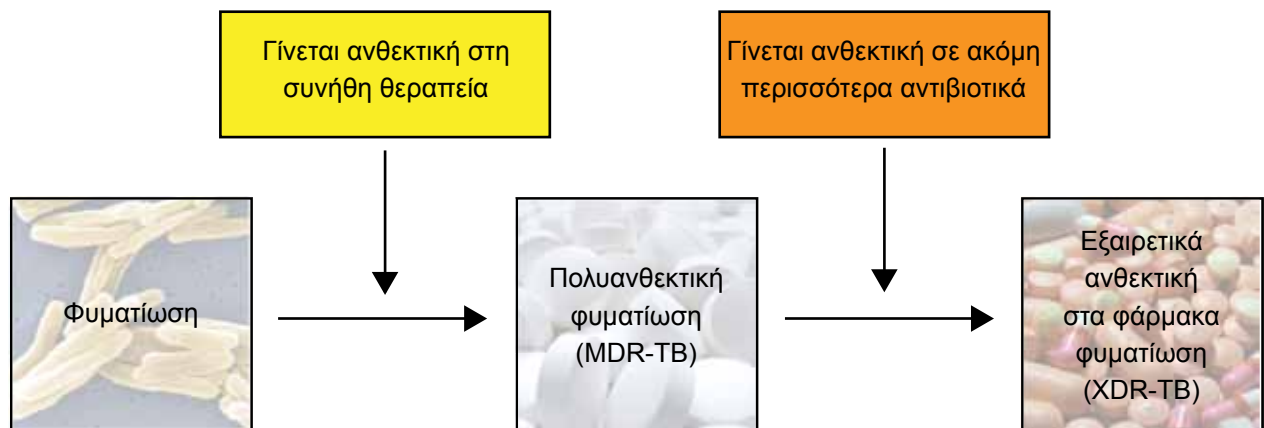 Γίνεται ανθεκτική στη
συνήθη θεραπεία
Γίνεται ανθεκτική σε ακόμη
περισσότερα αντιβιοτικά
Φυματίωση
Πολυανθεκτική
φυματίωση
(MDR-TB)
Εξαιρετικά
ανθεκτική
στα φάρμακα
φυματίωση
(XDR-TB)